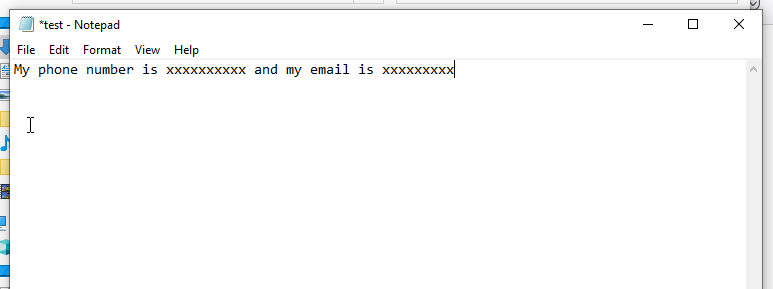 *test - Notepad
File Edit Format View Help
My phone number is xxxxxxxxxx and my email is xxxxxxxxx